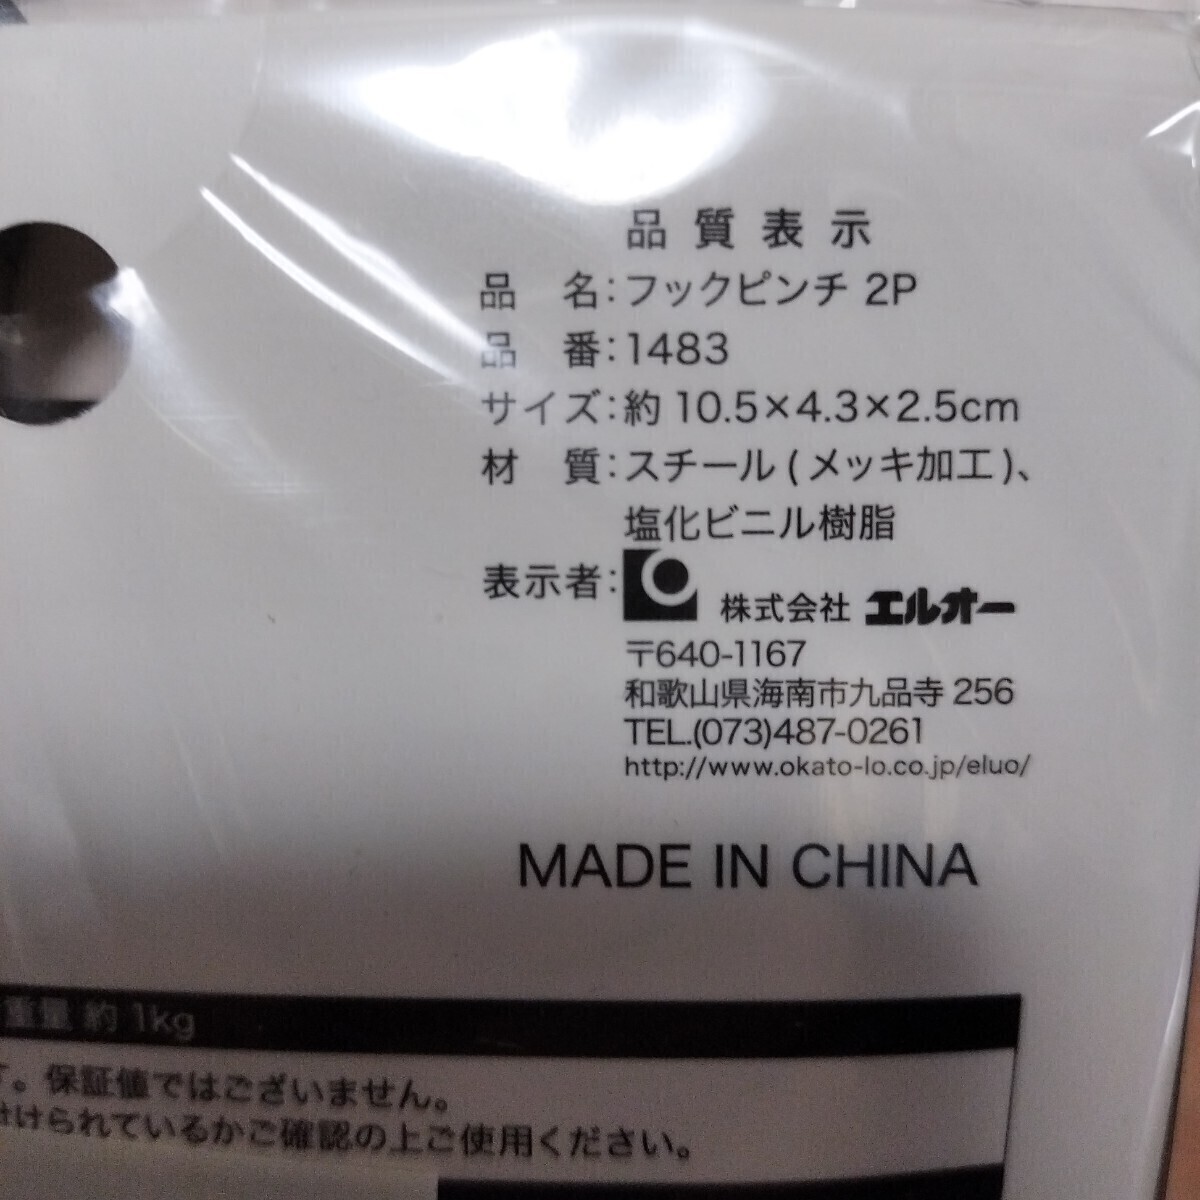 品質表示
品　名：フックピンチ 2P
品　番：1483
サイズ：約 10.5×4.3×2.5cm
材　質：スチール ( メッキ加工 )、
塩化ビニル樹脂
表示者： 株式会社 エルオー
〒640-1167
和歌山県海南市九品寺 256
TEL.(073)487-0261
http://www.okato-lo.co.jp/eluo/
MADE IN CHINA
重量 約 1kg
す。保証値ではございません。
付けられているかご確認の上ご使用ください。